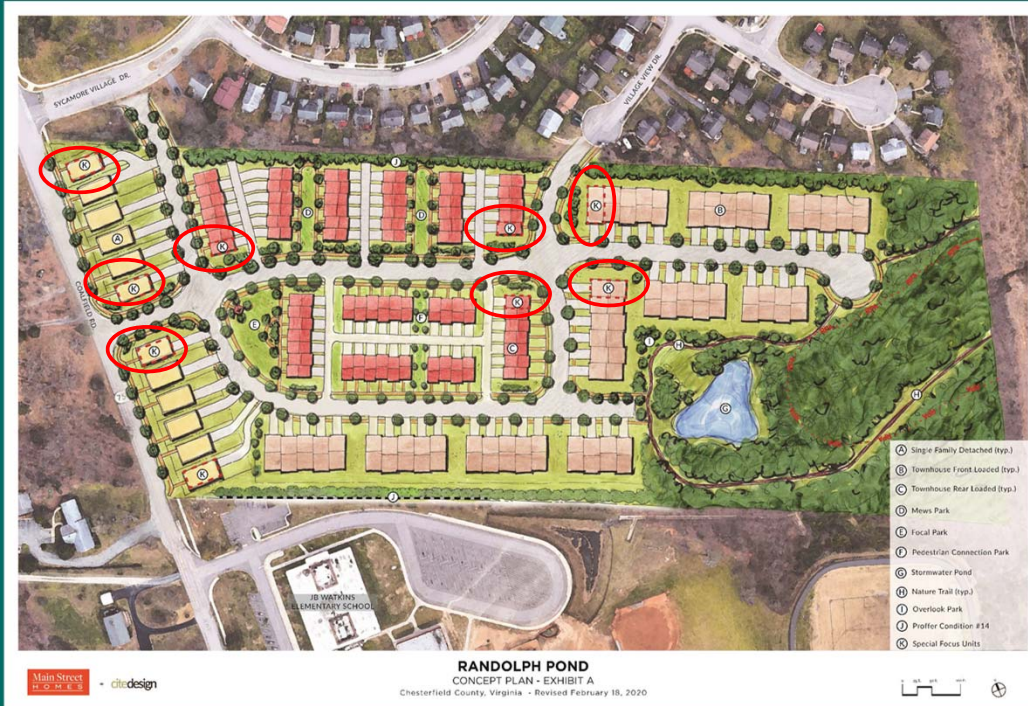 SYCAMORE VILLAGE DR.
VILLAGE VIEW DR.
K
J
K
K
D
D
K
K
B
A
K
K
K
COALFIELD RD.
E
F
C
K
I
H
G
H
75
K
J
JB WATKINS
ELEMENTARY SCHOOL
A Single Family Detached (typ.)
B Townhouse Front Loaded (typ.)
C Townhouse Rear Loaded (typ.)
D Mews Park
E Focal Park
F Pedestrian Connection Park
G Stormwater Pond
H Nature Trail (typ.)
I Overlook Park
J Proffer Condition #14
K Special Focus Units
Main Street
HOMES
+ citedesign
RANDOLPH POND
CONCEPT PLAN - EXHIBIT A
Chesterfield County, Virginia - Revised February 18, 2020